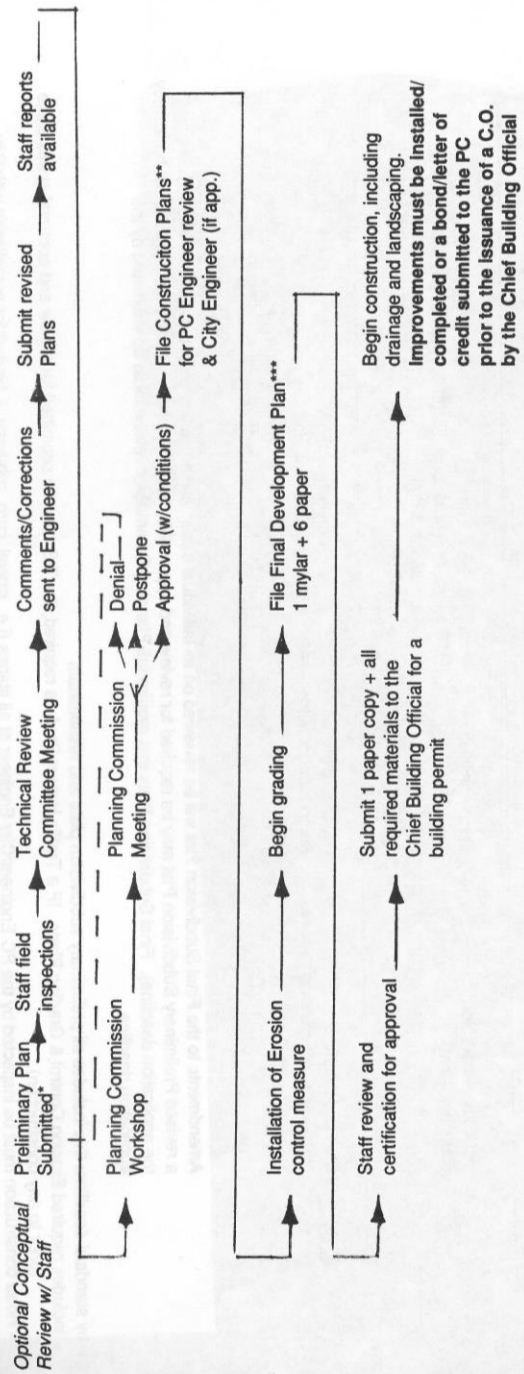 Optional Conceptual
Review w/ Staff
Preliminary Plan
Submitted*
Staff field
inspections
Technical Review
Committee Meeting
Comments/Corrections
sent to Engineer
Submit revised
Plans
Staff reports
available
Planning Commission
Workshop
Planning Commission
Meeting
Denial
Postpone
Approval (w/conditions)
File Construciton Plans**
for PC Engineer review
& City Engineer (if app.)
Installation of Erosion
control measure
Begin grading
File Final Development Plan***
1 mylar + 6 paper
Staff review and
certification for approval
Submit 1 paper copy + all
required materials to the
Chief Building Official for a
building permit
Begin construction, including
drainage and landscaping.
Improvements must be installed/
completed or a bond/letter of
credit submitted to the PC
prior to the issuance of a C.O.
by the Chief Building Official